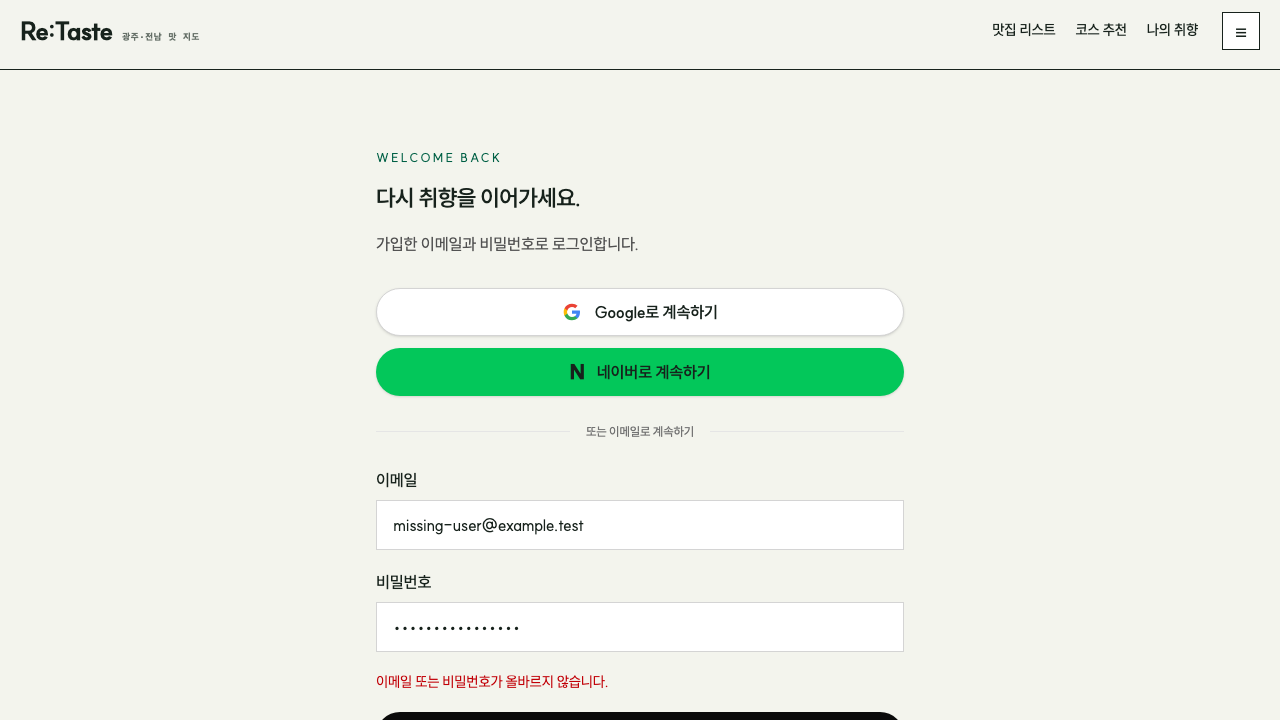 Re:Taste 광주·전남 맛 지도
맛집 리스트 코스 추천 나의 취향
WELCOME BACK
다시 취향을 이어가세요.
가입한 이메일과 비밀번호로 로그인합니다.
Google로 계속하기
N 네이버로 계속하기
또는 이메일로 계속하기
이메일
missing-user@example.test
비밀번호
이메일 또는 비밀번호가 올바르지 않습니다.